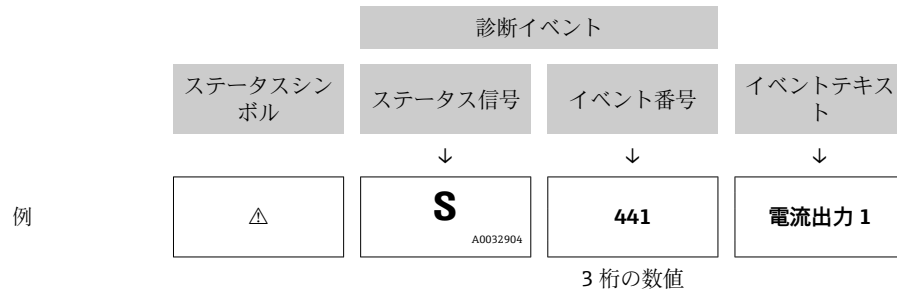 診断イベント
ステータスシン
ボル
ステータス信号
イベント番号
イベントテキス
ト
↓ ↓ ↓
例
⚠
S
A0032904
441
電流出力 1
3 桁の数値